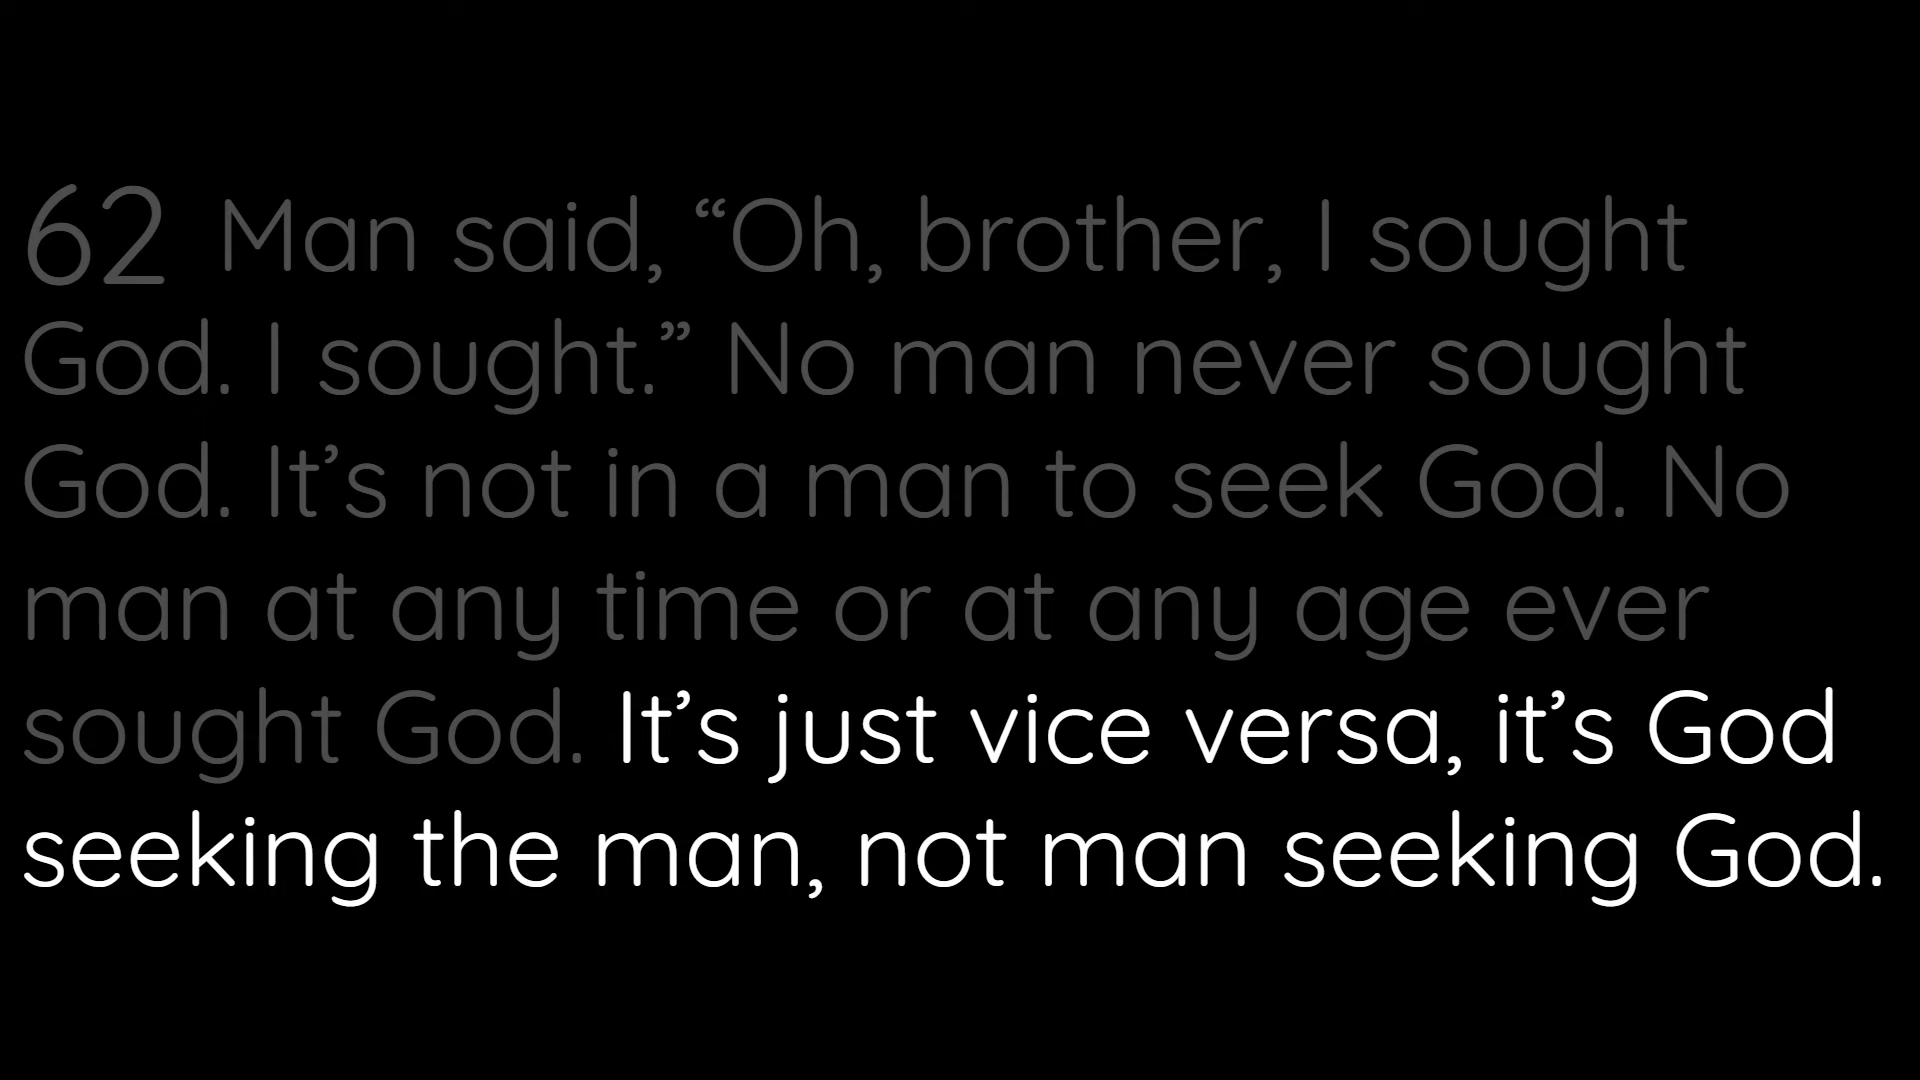 62 Man said, “Oh, brother, I sought
God. I sought.” No man never sought
God. It’s not in a man to seek God. No
man at any time or at any age ever
sought God. It’s just vice versa, it’s God
seeking the man, not man seeking God.